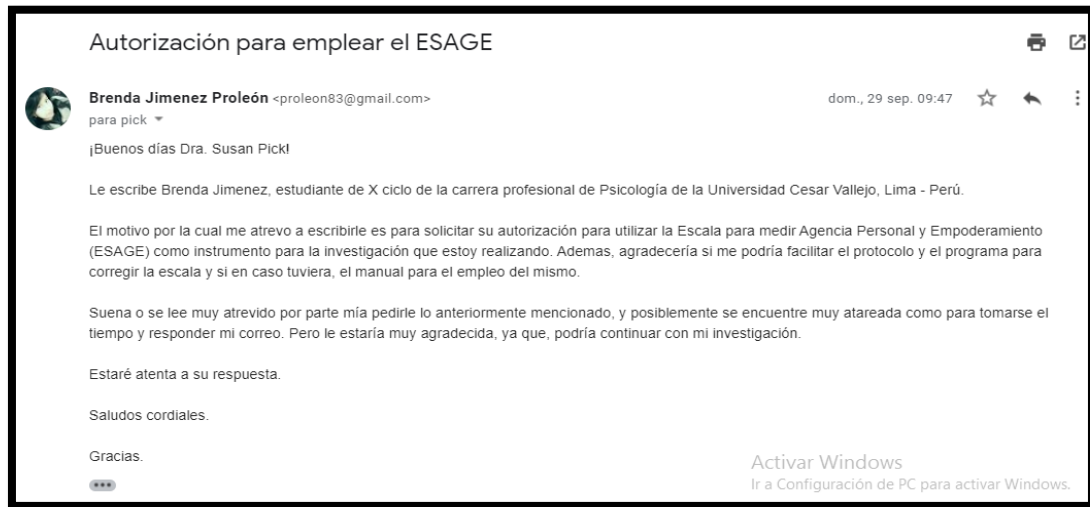 Autorización para emplear el ESAGE
Brenda Jimenez Proleón <proleon83@gmail.com>
dom., 29 sep. 09:47
para pick
¡Buenos días Dra. Susan Pick!
Le escribe Brenda Jimenez, estudiante de X ciclo de la carrera profesional de Psicología de la Universidad Cesar Vallejo, Lima - Perú.
El motivo por la cual me atrevo a escribirle es para solicitar su autorización para utilizar la Escala para medir Agencia Personal y Empoderamiento
(ESAGE) como instrumento para la investigación que estoy realizando. Ademas, agradecería si me podría facilitar el protocolo y el programa para
corregir la escala y si en caso tuviera, el manual para el empleo del mismo.
Suena o se lee muy atrevido por parte mía pedirle lo anteriormente mencionado, y posiblemente se encuentre muy atareada como para tomarse el
tiempo y responder mi correo. Pero le estaría muy agradecida, ya que, podría continuar con mi investigación.
Estaré atenta a su respuesta.
Saludos cordiales.
Gracias.
Activar Windows
Ir a Configuración de PC para activar Windows.